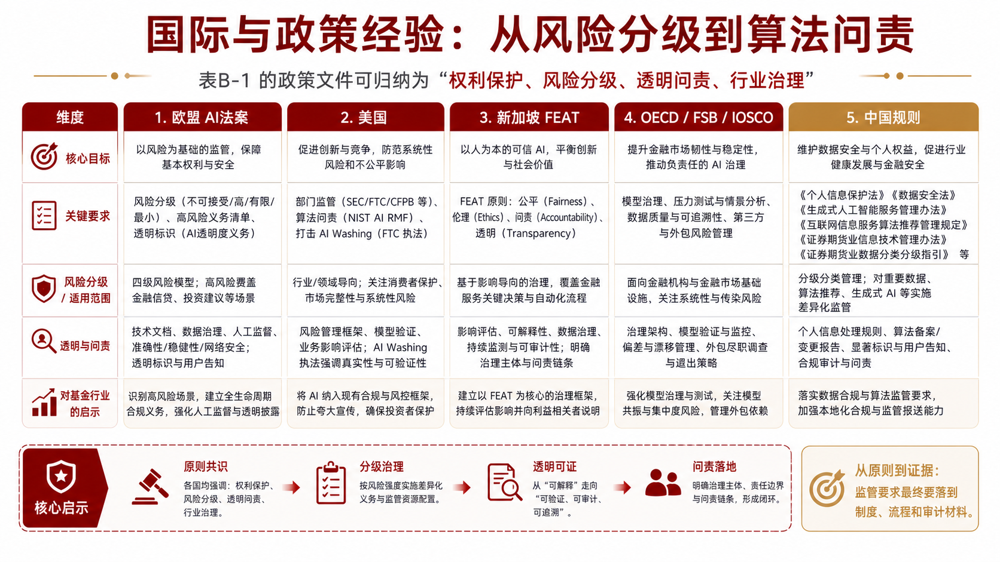 国际与政策经验：从风险分级到算法问责
表B-1 的政策文件可归纳为“权利保护、风险分级、透明问责、行业治理”
维度
1. 欧盟 AI法案
2. 美国
3. 新加坡 FEAT
4. OECD / FSB / IOSCO
5. 中国规则
核心目标
以风险为基础的监管，保障
基本权利与安全
促进创新与竞争，防范系统性
风险和不公平影响
以人为本的可信 AI，平衡创新
与社会价值
提升金融市场韧性与稳定性，
推动负责任的 AI 治理
维护数据安全与个人权益，促进行业
健康发展与金融安全
关键要求
风险分级（不可接受/高/有限/
最小）、高风险义务清单、
透明标识（AI透明度义务）
部门监管（SEC/FTC/CFPB 等）、
算法问责（NIST AI RMF）、
打击 AI Washing（FTC 执法）
FEAT 原则：公平（Fairness）、
伦理（Ethics）、问责（Accountability）、
透明（Transparency）
模型治理、压力测试与情景分析、
数据质量与可追溯性、第三方
与外包风险管理
《个人信息保护法》《数据安全法》
《生成式人工智能服务管理办法》
《互联网信息服务算法推荐管理规定》
《证券期货业信息技术管理办法》
《证券期货业数据分类分级指引》 等
风险分级
/ 适用范围
四级风险模型；高风险费盖
金融信贷、投资建议等场景
行业/领域导向；关注消费者保护、
市场完整性与系统性风险
基于影响导向的治理，覆盖金融
服务关键决策与自动化流程
面向金融机构与金融市场基础
设施，关注系统性与传染风险
分级分类管理；对重要数据、
算法推荐、生成式 AI 等实施
差异化监管
透明与问责
技术文档、数据治理、人工监督、
准确性/稳健性/网络安全；
透明标识与用户告知
风险管理框架、模型验证、
业务影响评估；AI Washing
执法强调真实性与可验证性
影响评估、可解释性、数据治理、
持续监测与可审计性；明确
治理主体与问责链条
治理架构、模型验证与监控、
偏差与漂移管理、外包尽职调查
与退出策略
个人信息处理规则、算法备案/
变更报告、显著标识与用户告知、
合规审计与问责
对基金行业
的启示
识别高风险场景，建立全生命周期
合规义务，强化人工监督与透明披露
将 AI 纳入现有合规与风控框架，
防止夸大宣传，确保投资者保护
建立以 FEAT 为核心的治理框架，
持续评估影响并向利益相关者说明
强化模型治理与测试，关注模型
共振与集中度风险，管理外包依赖
落实数据合规与算法监管要求，
加强本地化合规与监管报送能力
核心启示
原则共识
各国均强调：权利保护、
风险分级、透明问责、
行业治理。
分级治理
按风险强度实施差异化
义务与监管资源配置。
透明可证
从“可解释”走向
“可验证、可审计、
可追溯”。
问责落地
明确治理主体、责任边界
与问责链条，形成闭环。
从原则到证据：
监管要求最终要落到
制度、流程和审计材料。